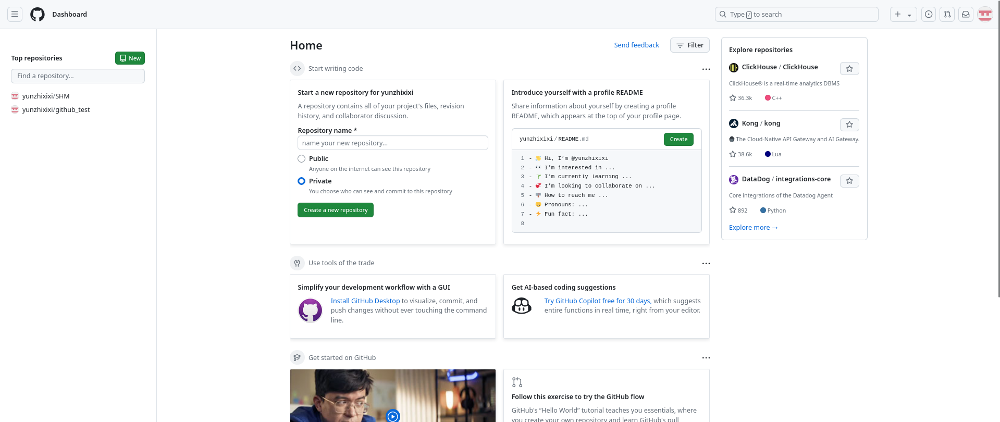 Dashboard
Type / to search
Top repositories
New
Find a repository...
yunzhixixi/SHM
yunzhixixi/github_test
Home
Send feedback
Filter
Start writing code
Start a new repository for yunzhixixi
A repository contains all of your project's files, revision
history, and collaborator discussion.
Repository name *
name your new repository...
Public
Anyone on the internet can see this repository
Private
You choose who can see and commit to this repository
Create a new repository
Introduce yourself with a profile README
Share information about yourself by creating a profile
README, which appears at the top of your profile page.
yunzhixixi/README.md
Create
1 - 👋 Hi, I’m @yunzhixixi
2 - 👀 I’m interested in ...
3 - 🌱 I’m currently learning ...
4 - 💞️ I’m looking to collaborate on ...
5 - 📫 How to reach me ...
6 - 😄 Pronouns: ...
7 - ⚡ Fun fact: ...
8
Use tools of the trade
Simplify your development workflow with a GUI
Install GitHub Desktop to visualize, commit, and
push changes without ever touching the command
line.
Get AI-based coding suggestions
Try GitHub Copilot free for 30 days, which suggests
entire functions in real time, right from your editor.
Get started on GitHub
Follow this exercise to try the GitHub flow
GitHub's “Hello World” tutorial teaches you essentials, where
you create your own repository and learn GitHub's pull
Explore repositories
ClickHouse / ClickHouse
ClickHouse® is a real-time analytics DBMS
36.3k C++
Kong / kong
🦍 The Cloud-Native API Gateway and AI Gateway.
38.6k Lua
DataDog / integrations-core
Core integrations of the Datadog Agent
892 Python
Explore more →